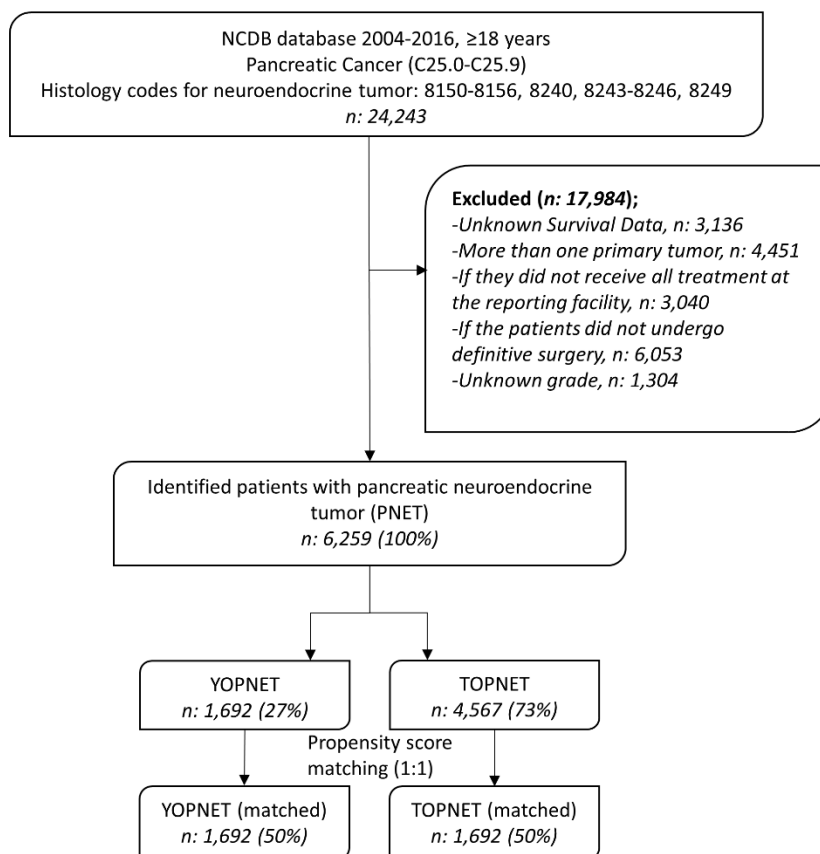 NCDB database 2004-2016, ≥18 years
Pancreatic Cancer (C25.0-C25.9)
Histology codes for neuroendocrine tumor: 8150-8156, 8240, 8243-8246, 8249
n: 24,243
Excluded (n: 17,984);
-Unknown Survival Data, n: 3,136
-More than one primary tumor, n: 4,451
-If they did not receive all treatment at
the reporting facility, n: 3,040
-If the patients did not undergo
definitive surgery, n: 6,053
-Unknown grade, n: 1,304
Identified patients with pancreatic neuroendocrine
tumor (PNET)
n: 6,259 (100%)
YOPNET
n: 1,692 (27%)
TOPNET
n: 4,567 (73%)
Propensity score
matching (1:1)
YOPNET (matched)
n: 1,692 (50%)
TOPNET (matched)
n: 1,692 (50%)